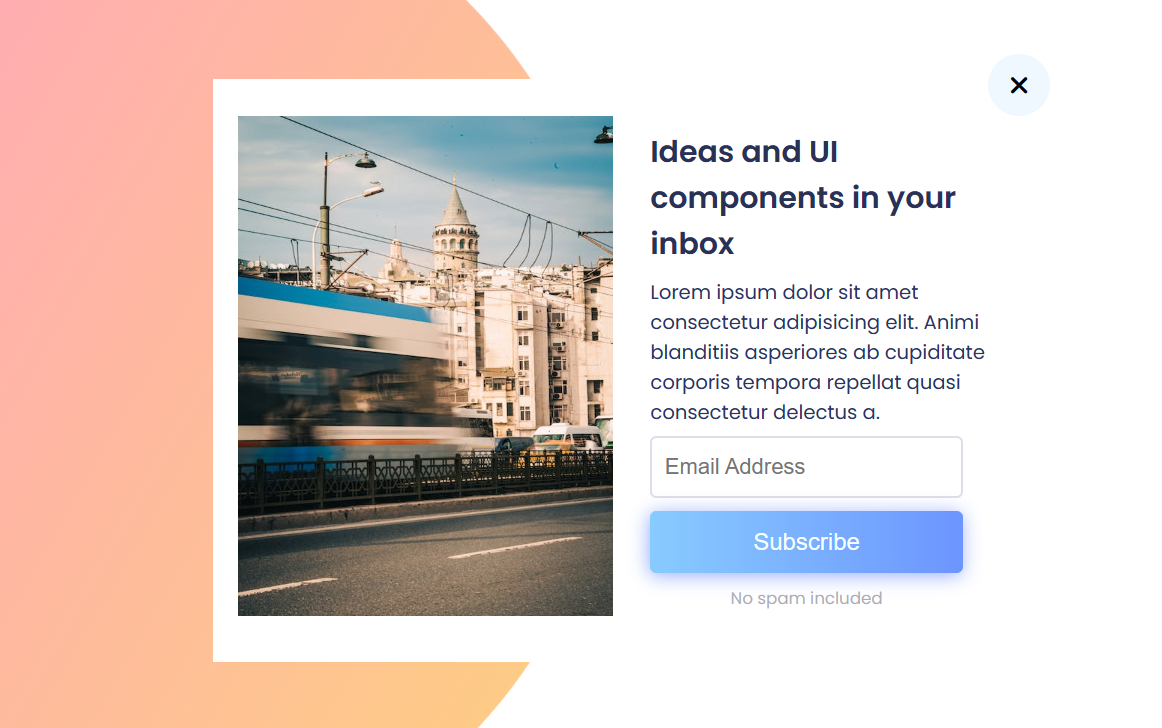 Ideas and UI
components in your
inbox
Lorem ipsum dolor sit amet
consectetur adipisicing elit. Animi
blanditiis asperiores ab cupiditate
corporis tempora repellat quasi
consectetur delectus a.
Email Address
Subscribe
No spam included